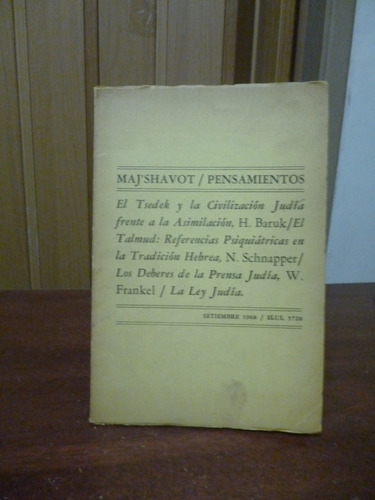 MAJ'SHAVOT / PENSAMIENTOS
El Tsedek y la Civilización Judía
frente a la Asimilación, H. Baruk/El
Talmud: Referencias Psiquiátricas en
la Tradición Hebrea, N. Schnapper/
Los Deberes de la Prensa Judía, W.
Frankel / La Ley Judía.
SETIEMBRE 1968 / ELUL 5728